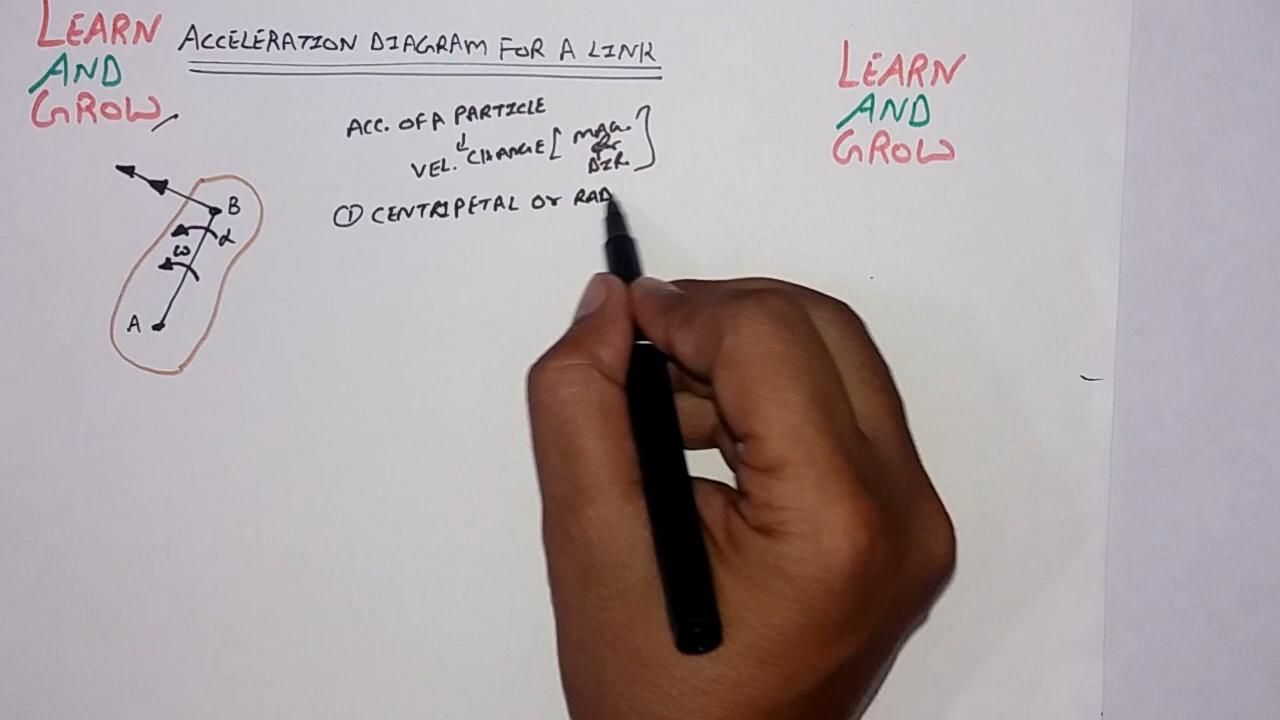 LEARN
AND
GROW
ACCELERATION DIAGRAM FOR A LINK
LEARN
AND
GROW
ACC. OF A PARTICLE
↓
VEL. CHANGE [ MAG. or DIR. ]
① CENTRIPETAL Or RAD
B
α
ω
A